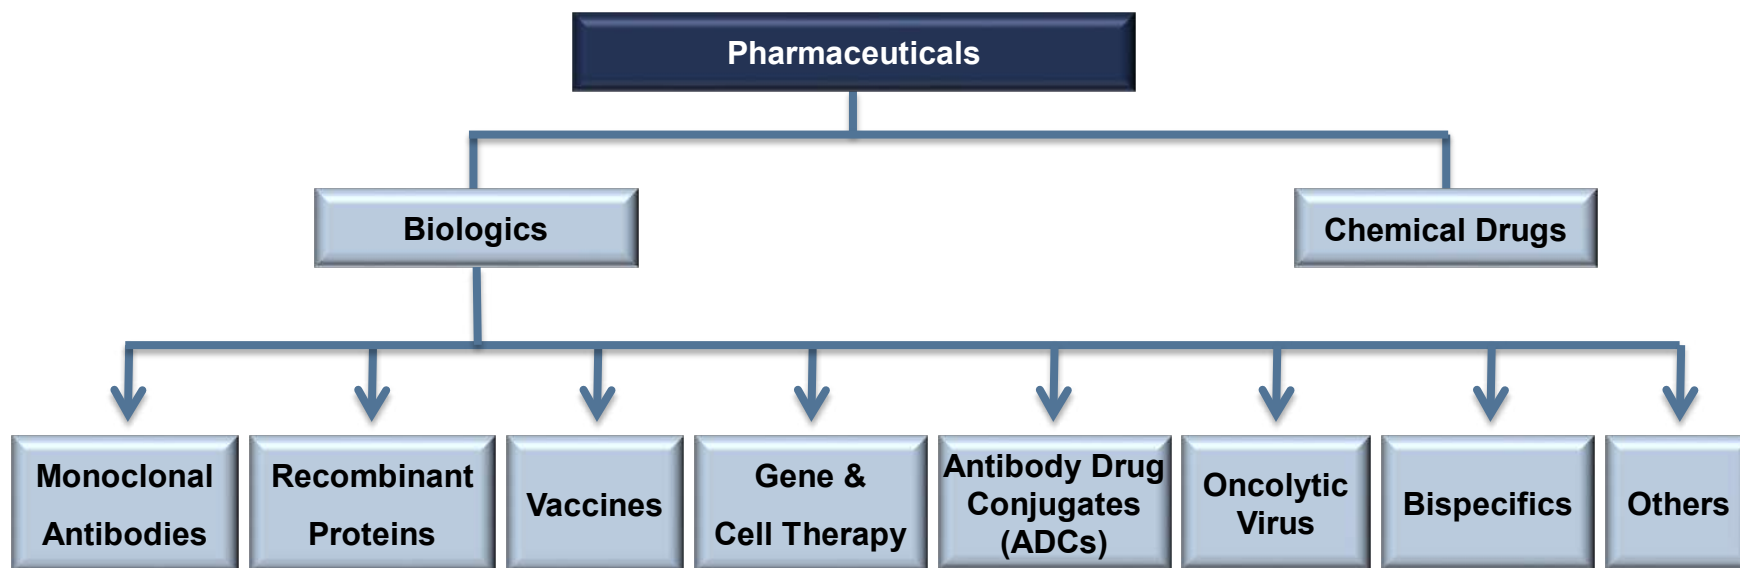 Pharmaceuticals
Biologics
Chemical Drugs
Monoclonal
Antibodies
Recombinant
Proteins
Vaccines
Gene &
Cell Therapy
Antibody Drug
Conjugates
(ADCs)
Oncolytic
Virus
Bispecifics
Others